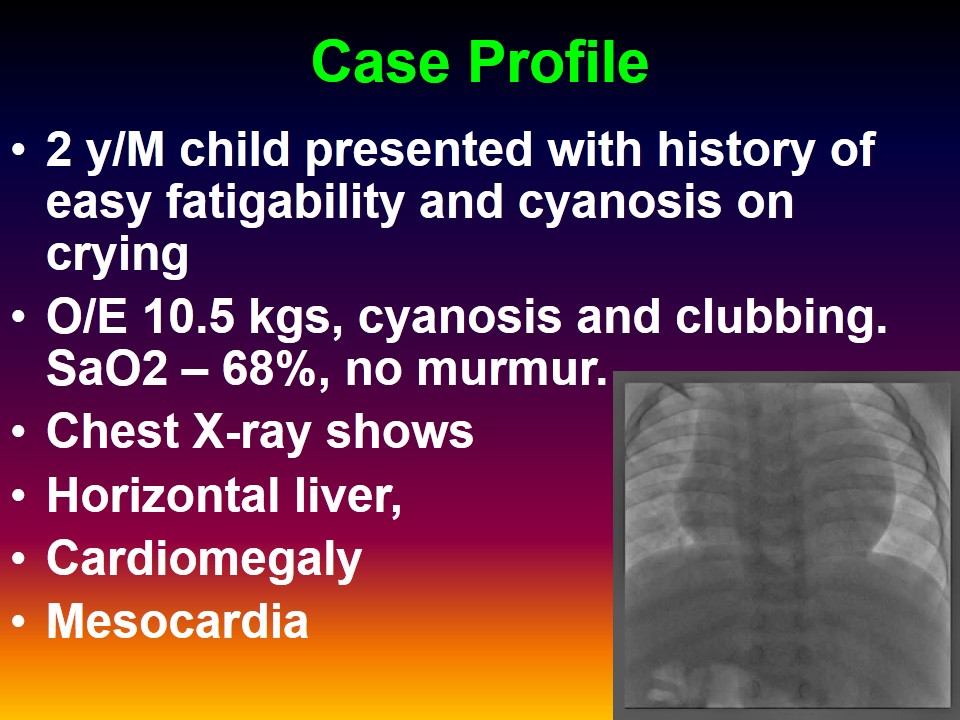 Case Profile
• 2 y/M child presented with history of
easy fatigability and cyanosis on
crying
• O/E 10.5 kgs, cyanosis and clubbing.
SaO2 – 68%, no murmur.
• Chest X-ray shows
• Horizontal liver,
• Cardiomegaly
• Mesocardia